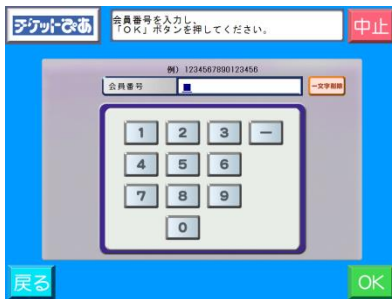 チケットぴあ
会員番号を入力し、
「OK」ボタンを押してください。
中止
例) 1234567890123456
会員番号
一文字削除
1 2 3 ー
4 5 6
7 8 9
0
戻る
OK